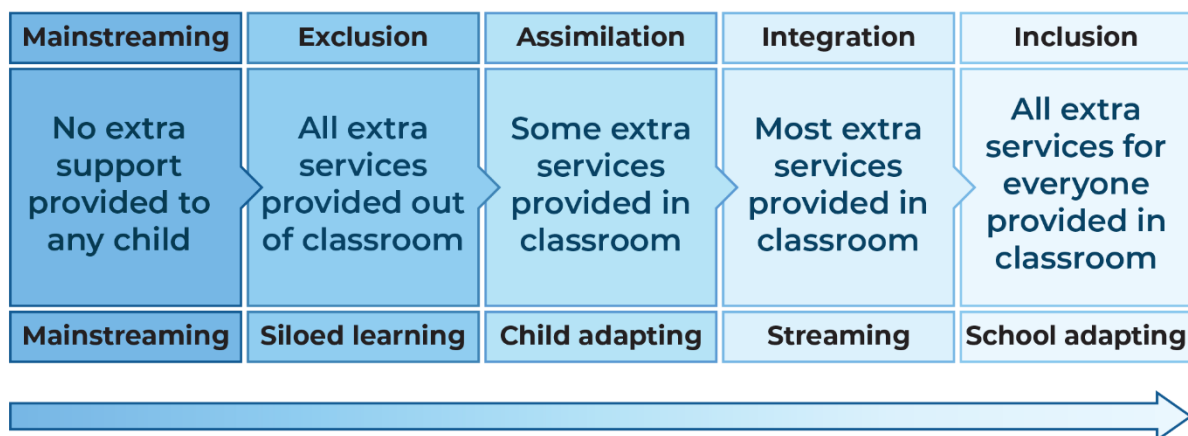 Mainstreaming
Exclusion
Assimilation
Integration
Inclusion
No extra
support
provided to
any child
All extra
services
provided out
of classroom
Some extra
services
provided in
classroom
Most extra
services
provided in
classroom
All extra
services for
everyone
provided in
classroom
Mainstreaming
Siloed learning
Child adapting
Streaming
School adapting